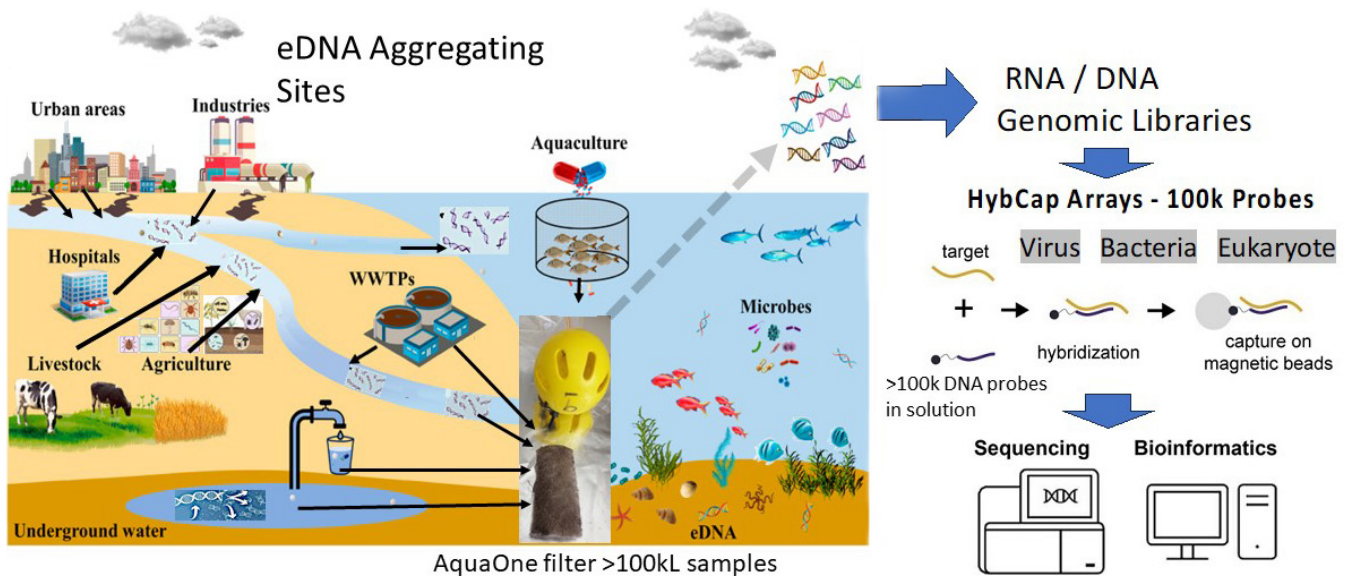 eDNA Aggregating
Sites
Urban areas
Industries
Aquaculture
Hospitals
WWTPs
Livestock
Agriculture
Microbes
Underground water
eDNA
AquaOne filter >100kL samples
RNA / DNA
Genomic Libraries
HybCap Arrays - 100k Probes
Virus Bacteria Eukaryote
target
+
hybridization
capture on
magnetic beads
>100k DNA probes
in solution
Sequencing
Bioinformatics